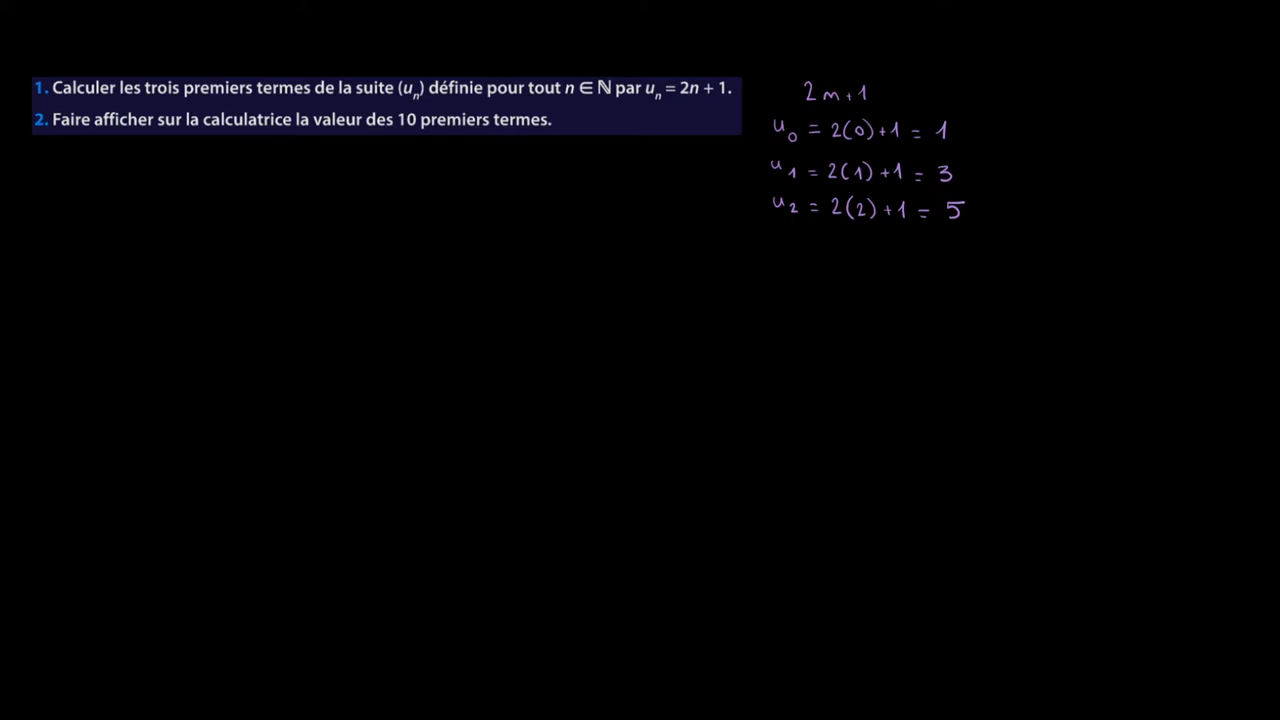 1. Calculer les trois premiers termes de la suite (uₙ) définie pour tout n ∈ ℕ par uₙ = 2n + 1.
2. Faire afficher sur la calculatrice la valeur des 10 premiers termes.
2n+1
u₀ = 2(0)+1 = 1
u₁ = 2(1)+1 = 3
u₂ = 2(2)+1 = 5